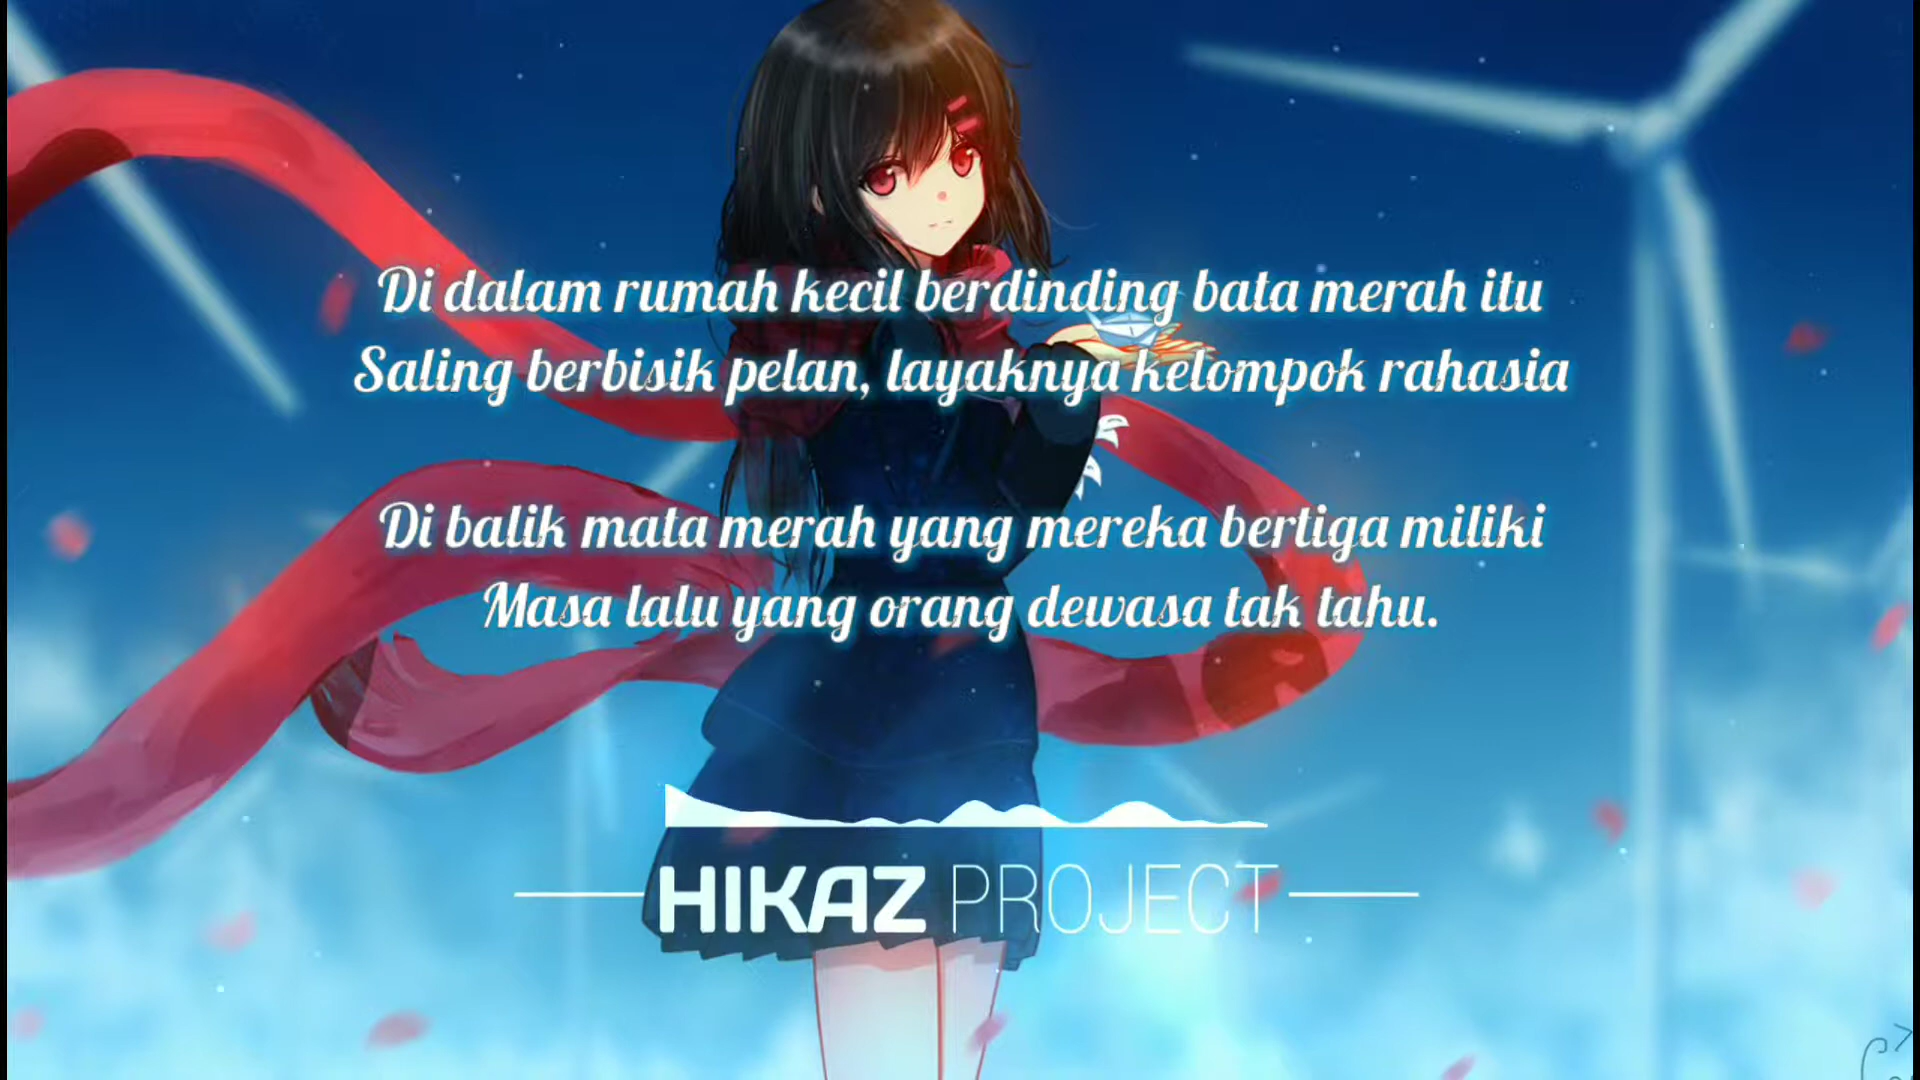 Di dalam rumah kecil berdinding bata merah itu
Saling berbisik pelan, layaknya kelompok rahasia
Di balik mata merah yang mereka bertiga miliki
Masa lalu yang orang dewasa tak tahu.
HIKAZ PROJECT